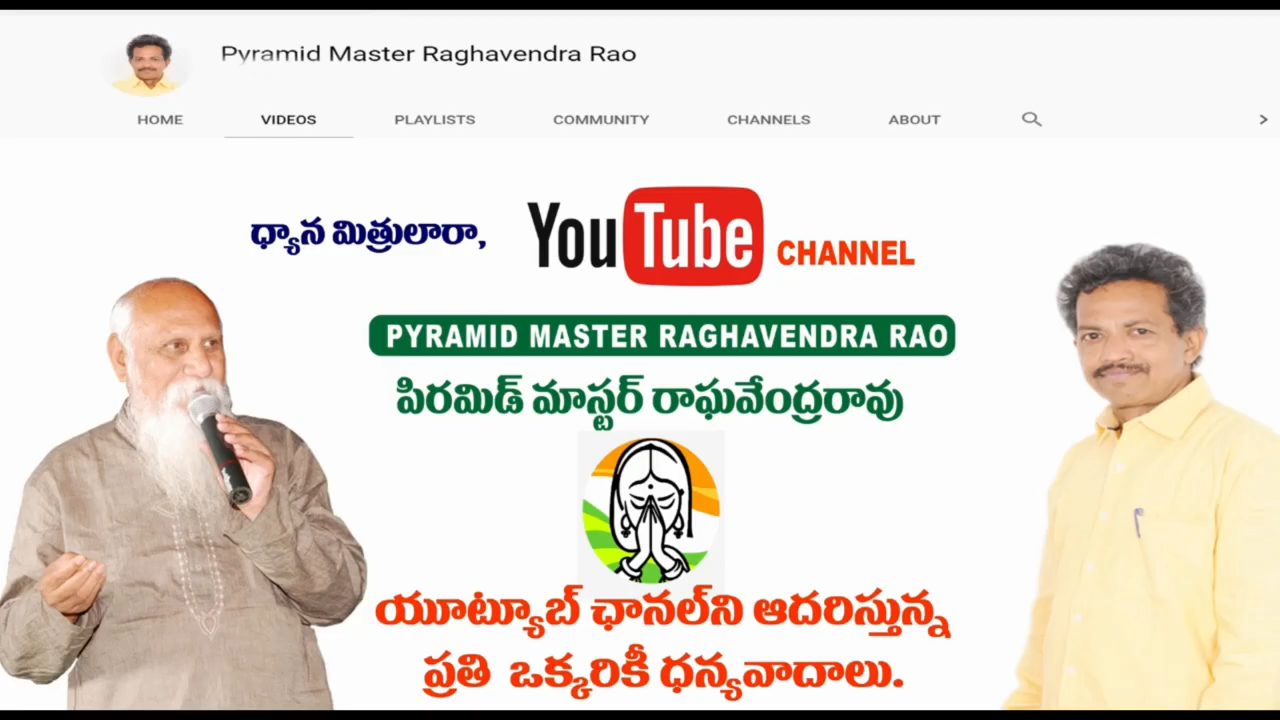 Pyramid Master Raghavendra Rao
HOME VIDEOS PLAYLISTS COMMUNITY CHANNELS ABOUT
ధ్యాన మిత్రులారా, YouTube CHANNEL
PYRAMID MASTER RAGHAVENDRA RAO
పిరమిడ్ మాస్టర్ రాఘవేంద్రరావు
యూట్యూబ్ ఛానల్‌ని ఆదరిస్తున్న
ప్రతి ఒక్కరికీ ధన్యవాదాలు.